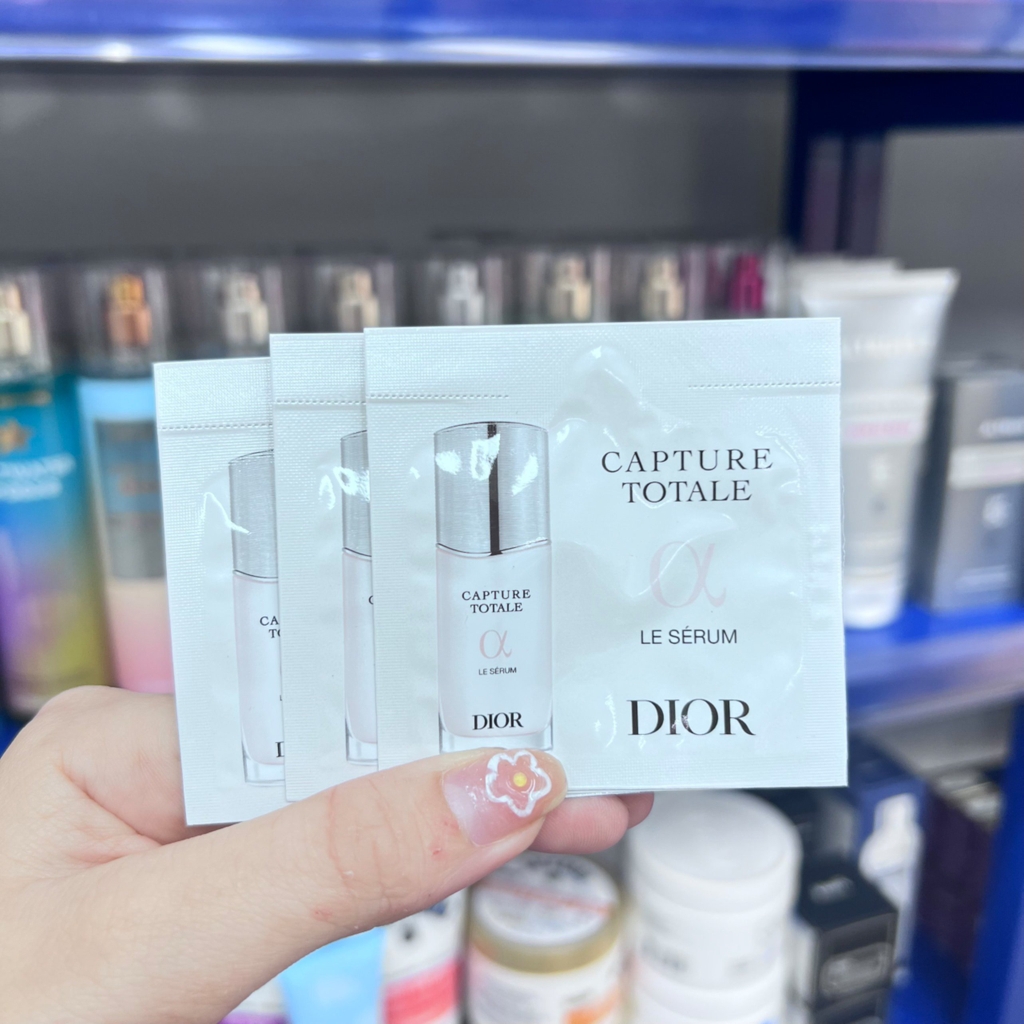 CAPTURE
TOTALE
α
LE SÉRUM
DIOR
CAPTURE
TOTALE
α
LE SÉRUM
DIOR